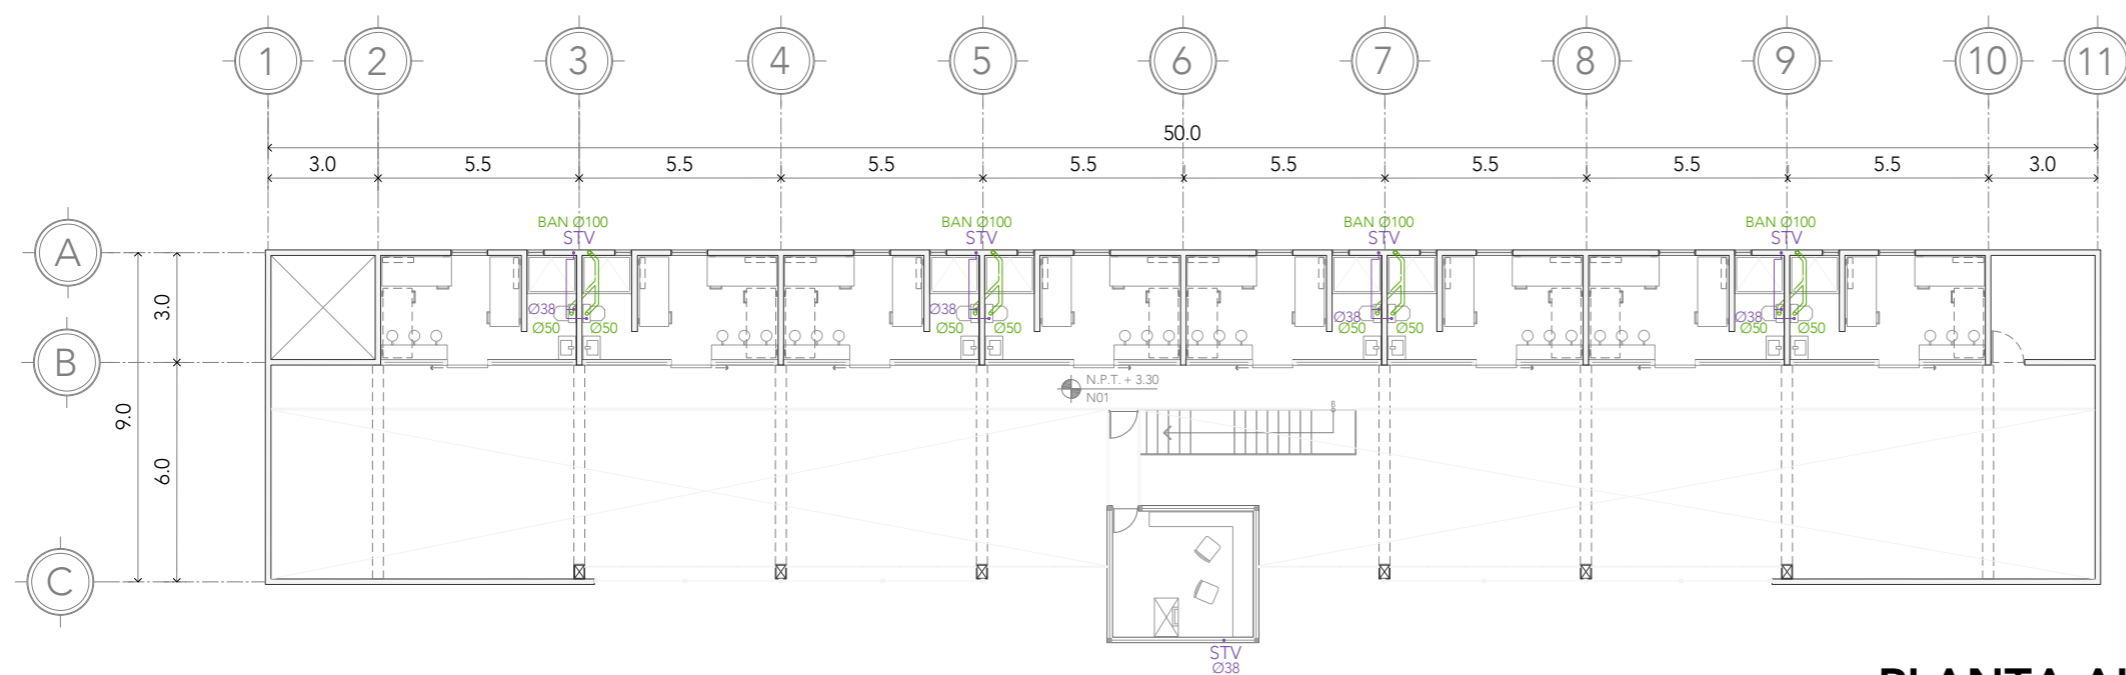 1 2 3 4 5 6 7 8 9 10 11
50.0
3.0 5.5 5.5 5.5 5.5 5.5 5.5 5.5 5.5 3.0
BAN Ø100 BAN Ø100 BAN Ø100 BAN Ø100
STV STV STV STV
A
3.0
Ø38 Ø38 Ø38 Ø38
Ø50 Ø50 Ø50 Ø50 Ø50 Ø50 Ø50 Ø50
B
N.P.T. + 3.30
N01
9.0
6.0
C
STV
Ø38
PLANTA